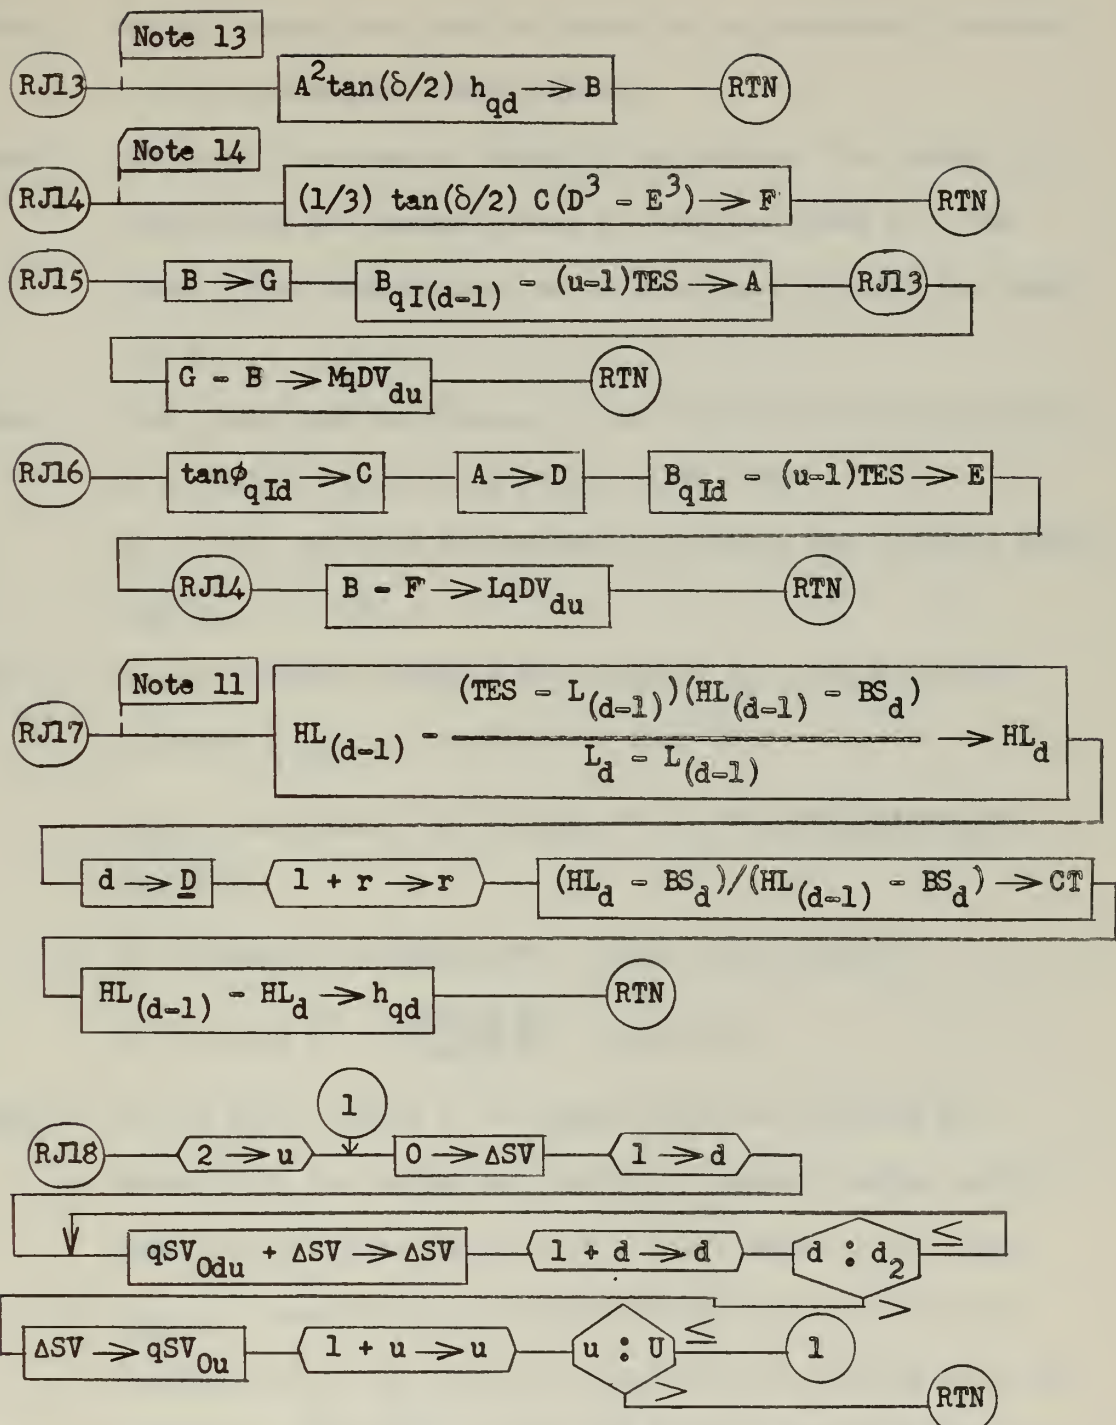 Note 13
RJ13 A²tan(δ/2) h_qd → B RTN
Note 14
RJ14 (1/3) tan(δ/2) C(D³ - E³) → F RTN
RJ15 B → G B_qI(d-1) - (u-1)TES → A RJ13
G - B → MqDV_du RTN
RJ16 tanφ_qId → C A → D B_qId - (u-1)TES → E
RJ14 B - F → LqDV_du RTN
Note 11
(TES - L_(d-1))(HL_(d-1) - BS_d)
RJ17 HL_(d-1) - → HL_d
L_d - L_(d-1)
d → D 1 + r → r (HL_d - BS_d)/(HL_(d-1) - BS_d) → CT
HL_(d-1) - HL_d → h_qd RTN
1
RJ18 2 → u 0 → ΔSV 1 → d
qSV_0du + ΔSV → ΔSV 1 + d → d d : d₂ ≤
>
ΔSV → qSV_0u 1 + u → u u : U ≤ 1
> RTN